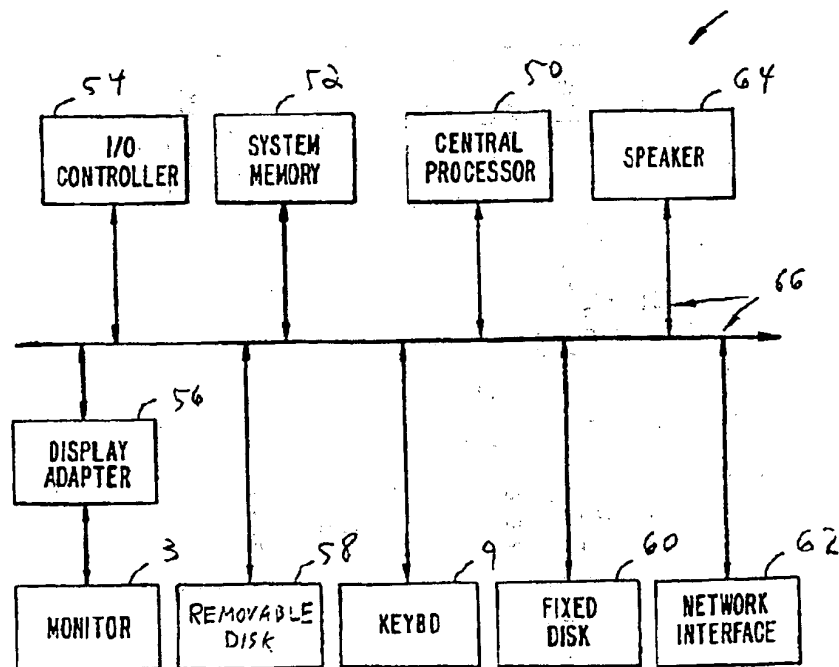 54
52
50
64
I/O
CONTROLLER
SYSTEM
MEMORY
CENTRAL
PROCESSOR
SPEAKER
66
56
DISPLAY
ADAPTER
3
58
9
60
62
MONITOR
REMOVABLE
DISK
KEYBD
FIXED
DISK
NETWORK
INTERFACE